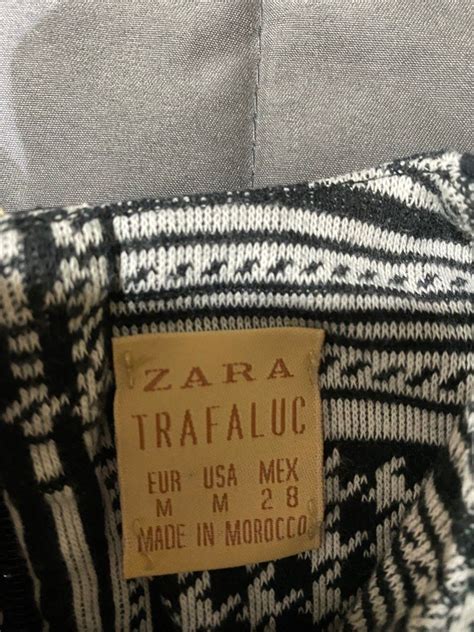 ZARA
TRAFALUC
EUR USA MEX
M M 28
MADE IN MOROCCO